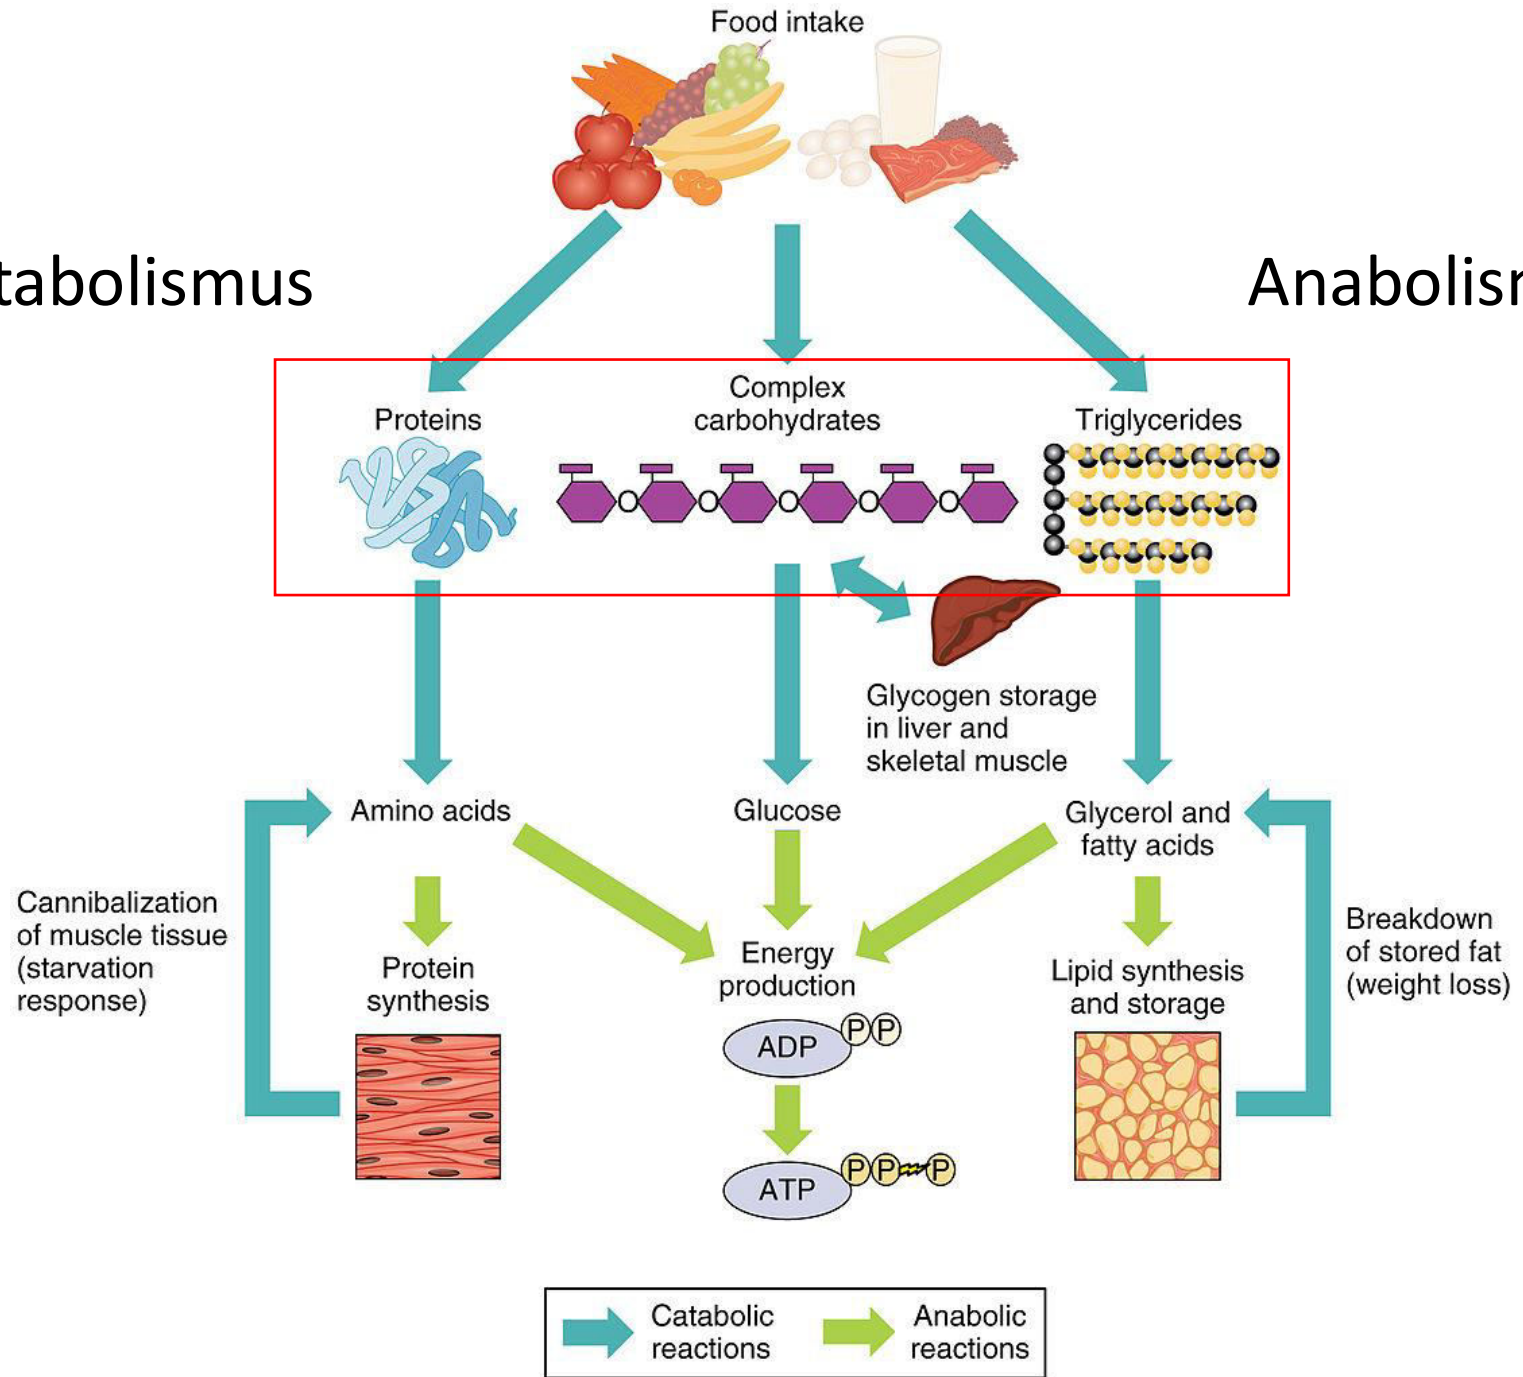 Food intake
tabolismus
Anabolisn
Proteins
Complex
carbohydrates
Triglycerides
O O O O O
Glycogen storage
in liver and
skeletal muscle
Amino acids
Glucose
Glycerol and
fatty acids
Cannibalization
of muscle tissue
(starvation
response)
Protein
synthesis
Energy
production
Lipid synthesis
and storage
Breakdown
of stored fat
(weight loss)
ADP P P
ATP P P P
Catabolic
reactions
Anabolic
reactions